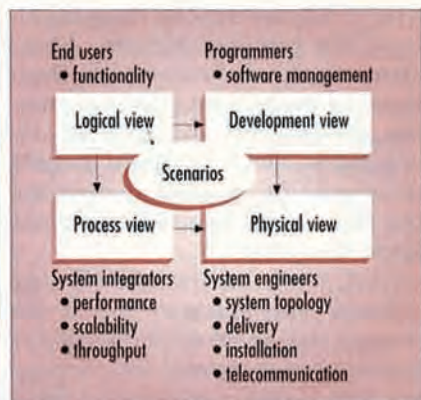 End users
• functionality
Programmers
• software management
Logical view
Development view
Scenarios
Process view
Physical view
System integrators
• performance
• scalability
• throughput
System engineers
• system topology
• delivery
• installation
• telecommunication